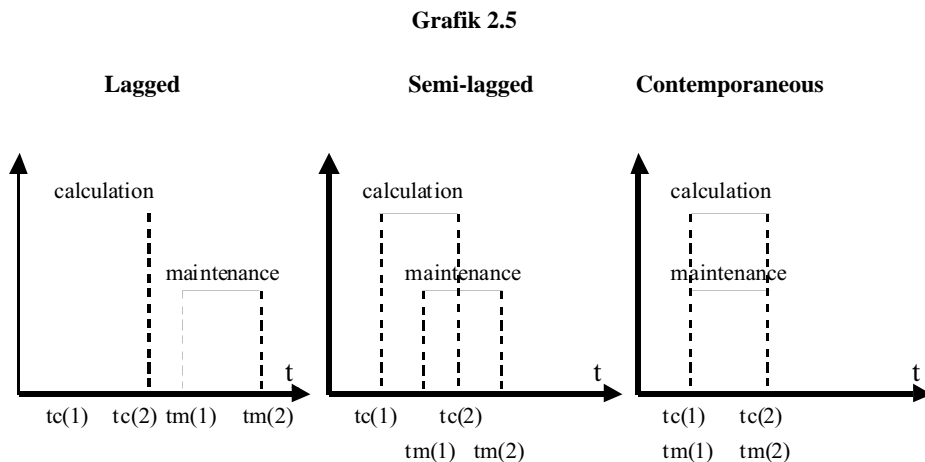 Grafik 2.5
Lagged
Semi-lagged
Contemporaneous
calculation
maintenance
t
tc(1) tc(2) tm(1) tm(2)
calculation
maintenance
t
tc(1) tc(2)
tm(1) tm(2)
calculation
maintenance
t
tc(1) tc(2)
tm(1) tm(2)